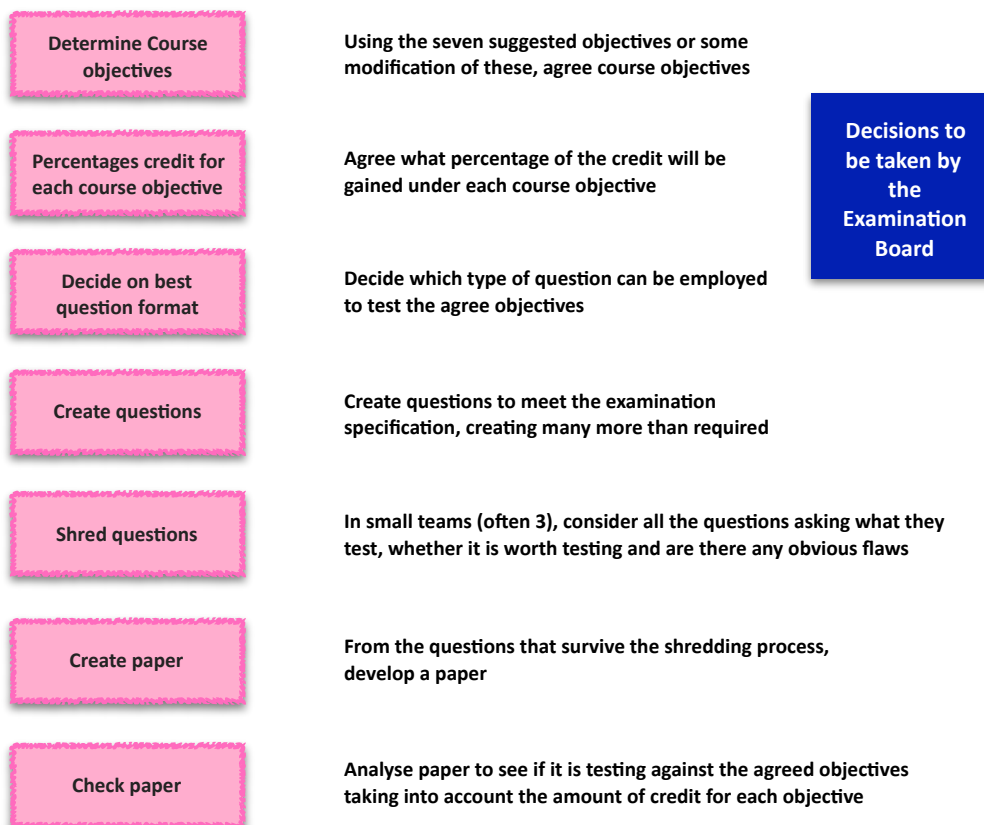 Determine Course
objectives
Using the seven suggested objectives or some
modification of these, agree course objectives
Decisions to
be taken by
the
Examination
Board
Percentages credit for
each course objective
Agree what percentage of the credit will be
gained under each course objective
Decide on best
question format
Decide which type of question can be employed
to test the agree objectives
Create questions
Create questions to meet the examination
specification, creating many more than required
Shred questions
In small teams (often 3), consider all the questions asking what they
test, whether it is worth testing and are there any obvious flaws
Create paper
From the questions that survive the shredding process,
develop a paper
Check paper
Analyse paper to see if it is testing against the agreed objectives
taking into account the amount of credit for each objective